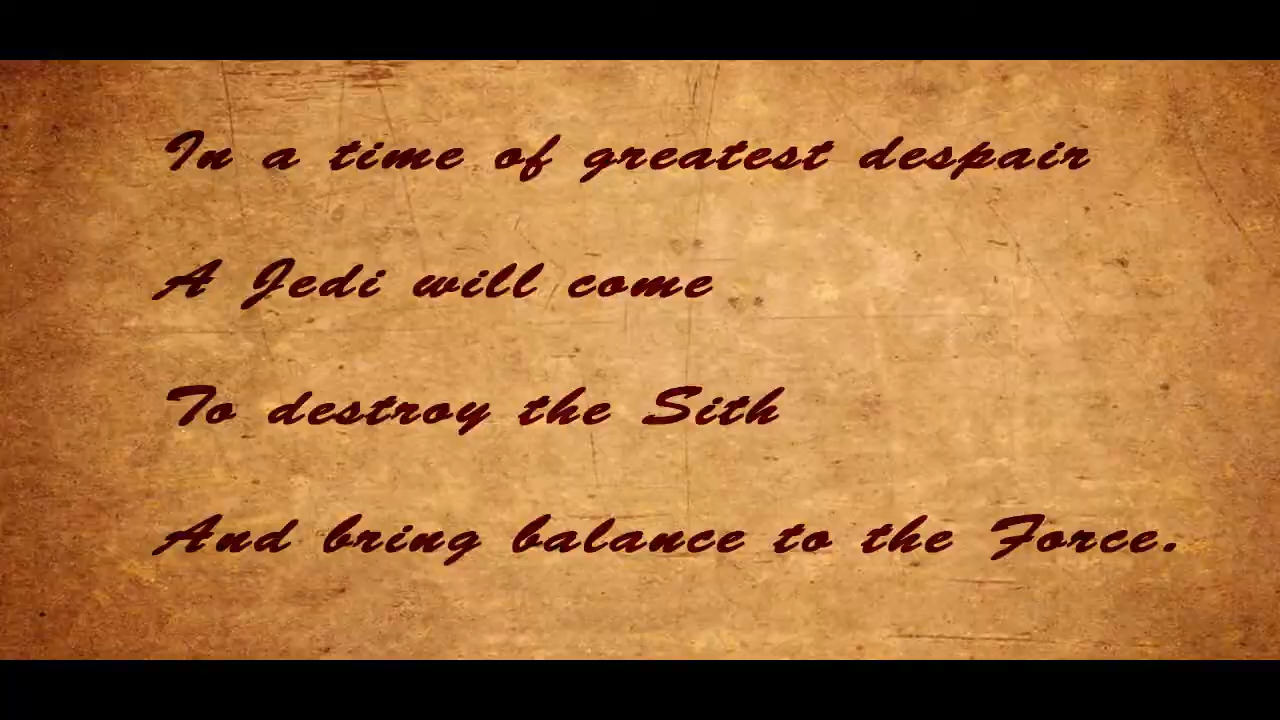 In a time of greatest despair
A Jedi will come
To destroy the Sith
And bring balance to the Force.